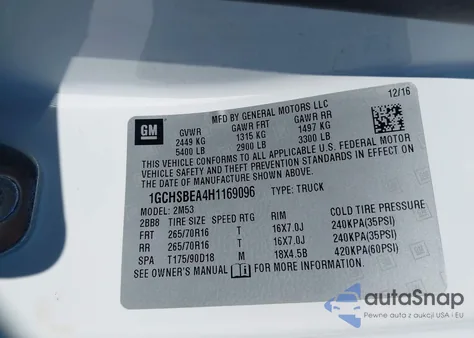 12/16
GM
MFD BY GENERAL MOTORS LLC
GVWR GAWR FRT GAWR RR
2449 KG 1315 KG 1497 KG
5400 LB 2900 LB 3300 LB
THIS VEHICLE CONFORMS TO ALL APPLICABLE U.S. FEDERAL MOTOR
VEHICLE SAFETY AND THEFT PREVENTION STANDARDS IN EFFECT ON THE
DATE OF MANUFACTURE SHOWN ABOVE.
1GCHSBEA4H1169096 TYPE: TRUCK
MODEL: 2M53
2BB8 TIRE SIZE SPEED RTG RIM COLD TIRE PRESSURE
FRT 265/70R16 T 16X7.0J 240KPA(35PSI)
RR 265/70R16 T 16X7.0J 240KPA(35PSI)
SPA T175/90D18 M 18X4.5B 420KPA(60PSI)
SEE OWNER'S MANUAL FOR MORE INFORMATION.
autaSnap
Pewne auta z aukcji USA i EU